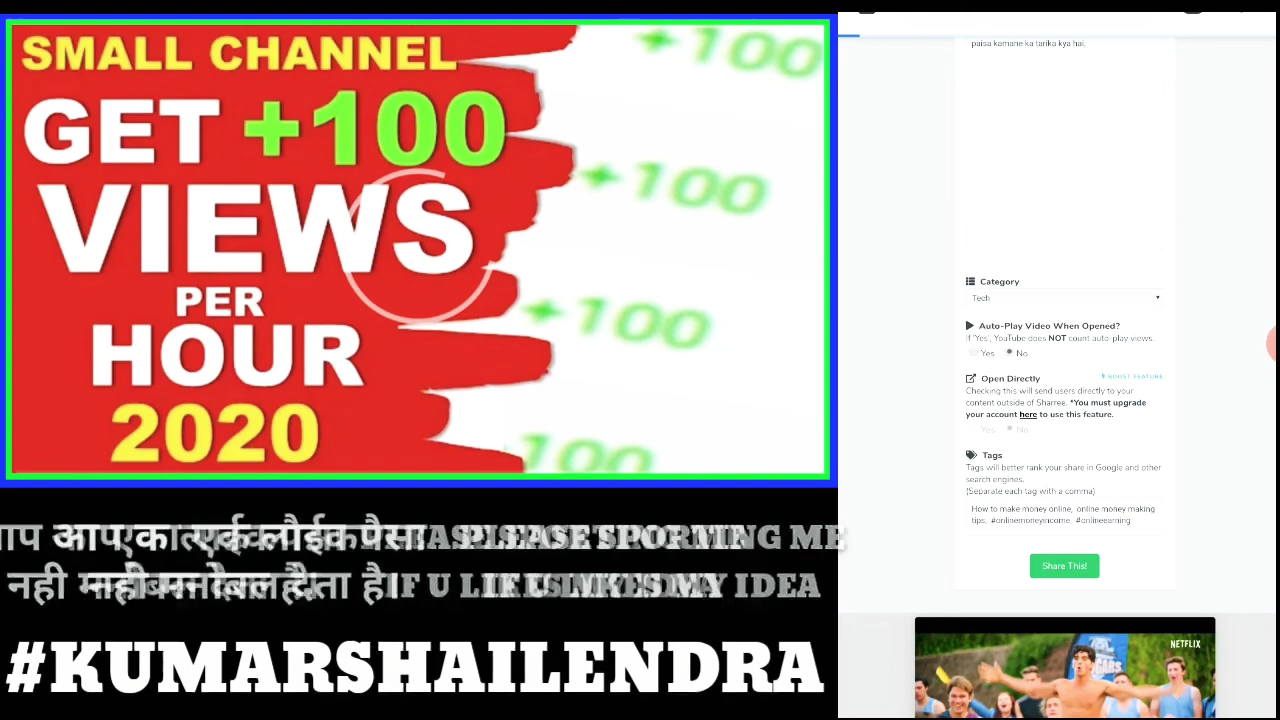 SMALL CHANNEL
GET +100
VIEWS
PER
HOUR
2020
+100
+100
+100
100
#KUMARSHAILENDRA
paisa kamane ka tarika kya hai,
Category
Tech
Auto-Play Video When Opened?
If 'Yes', YouTube does NOT count auto-play views.
Yes No
Open Directly BOOST FEATURE
Checking this will send users directly to your
content outside of Sharree. *You must upgrade
your account here to use this feature.
Yes No
Tags
Tags will better rank your share in Google and other
search engines.
(Separate each tag with a comma)
How to make money online, online money making
tips, #onlinemoneyincome, #onlineearning
Share This!
NETFLIX